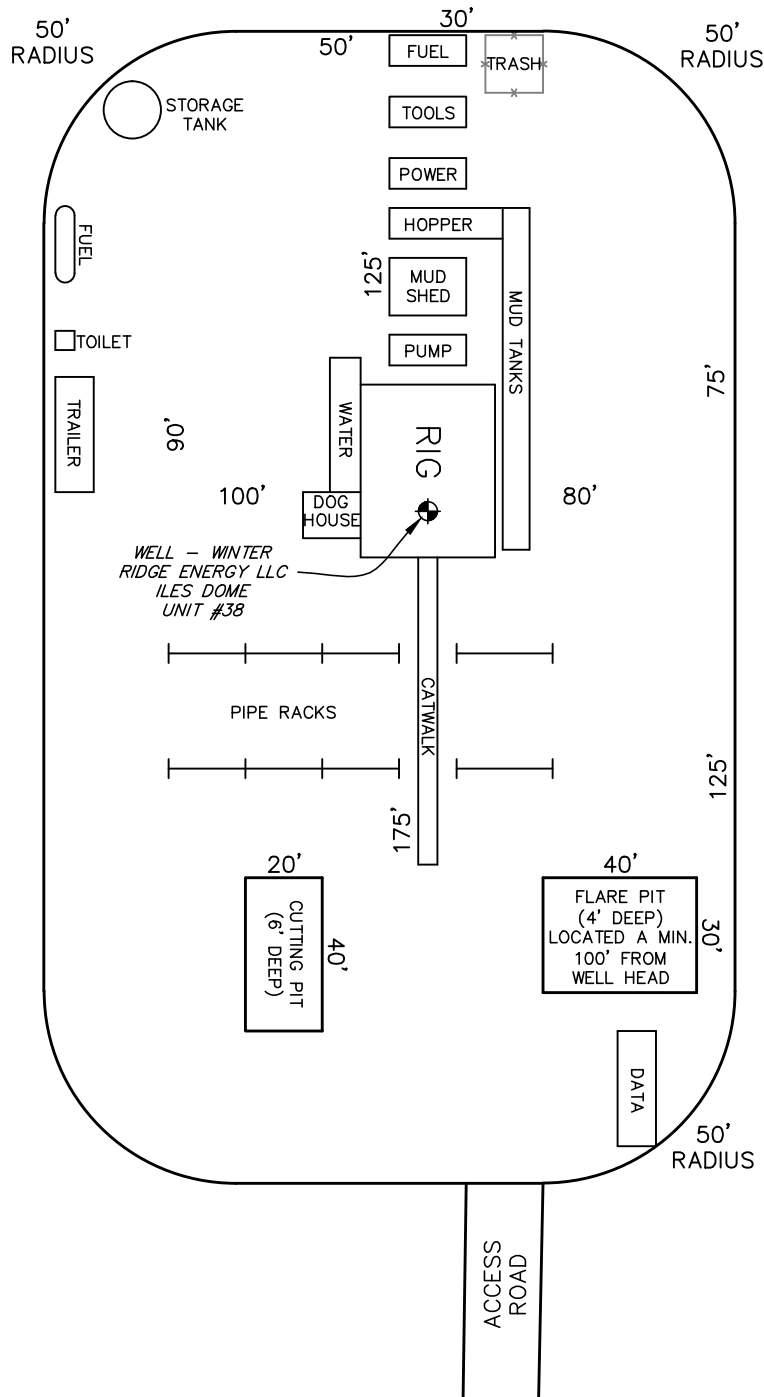 50'
RADIUS
30'
50'
50'
RADIUS
FUEL
TRASH
STORAGE
TANK
TOOLS
POWER
HOPPER
FUEL
125'
MUD
SHED
MUD TANKS
TOILET
PUMP
75'
TRAILER
90'
WATER
RIG
100'
DOG
HOUSE
80'
WELL – WINTER
RIDGE ENERGY LLC
ILES DOME
UNIT #38
CATWALK
PIPE RACKS
125'
175'
20'
CUTTING PIT
(6' DEEP)
40'
40'
FLARE PIT
(4' DEEP)
LOCATED A MIN.
100' FROM
WELL HEAD
30'
DATA
50'
RADIUS
ACCESS
ROAD